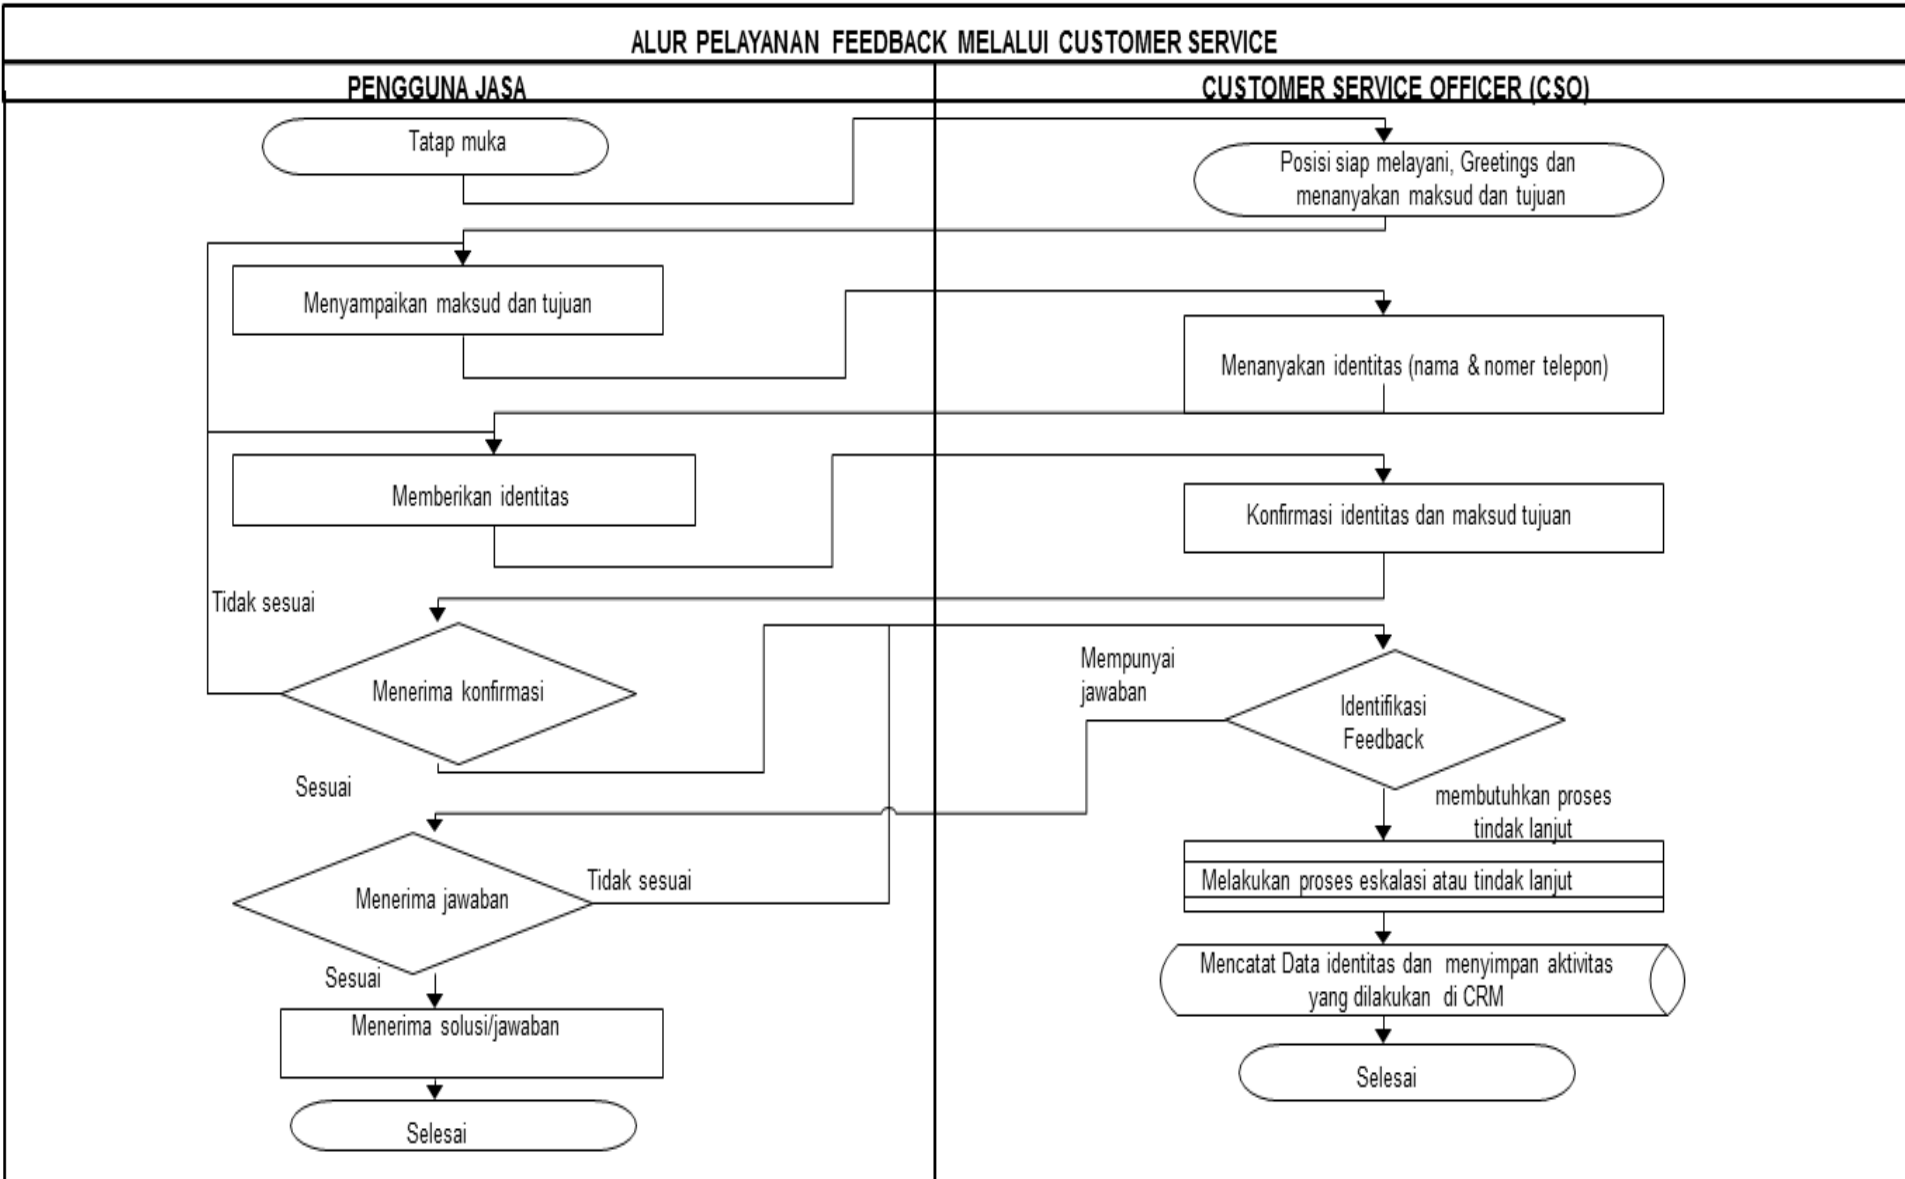 ALUR PELAYANAN FEEDBACK MELALUI CUSTOMER SERVICE
PENGGUNA JASA
CUSTOMER SERVICE OFFICER (CSO)
Tatap muka
Posisi siap melayani, Greetings dan
menanyakan maksud dan tujuan
Menyampaikan maksud dan tujuan
Menanyakan identitas (nama & nomer telepon)
Memberikan identitas
Konfirmasi identitas dan maksud tujuan
Tidak sesuai
Menerima konfirmasi
Mempunyai
jawaban
Identifikasi
Feedback
Sesuai
membutuhkan proses
tindak lanjut
Menerima jawaban
Tidak sesuai
Melakukan proses eskalasi atau tindak lanjut
Sesuai
Mencatat Data identitas dan menyimpan aktivitas
yang dilakukan di CRM
Menerima solusi/jawaban
Selesai
Selesai